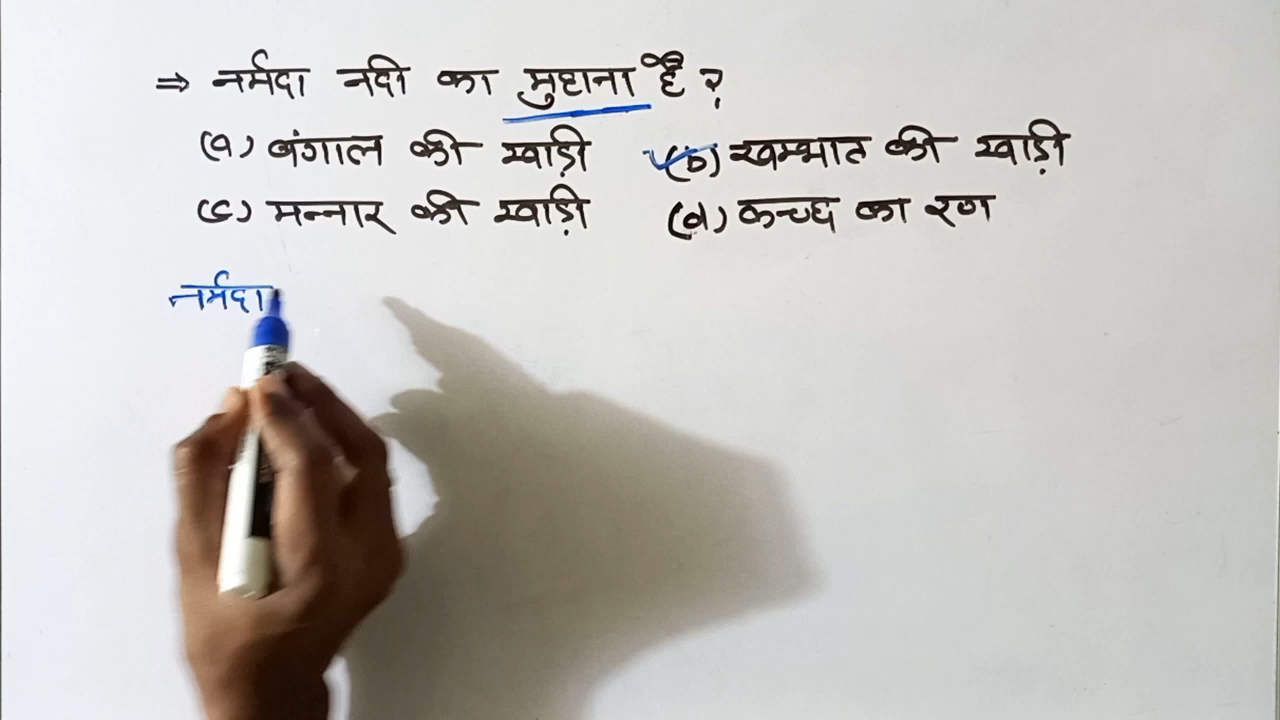 ⇒ नर्मदा नदी का मुहाना है ?
(a) बंगाल की खाड़ी (b) खम्भात की खाड़ी
(c) मन्नार की खाड़ी (d) कच्छ का रण
नर्मदा